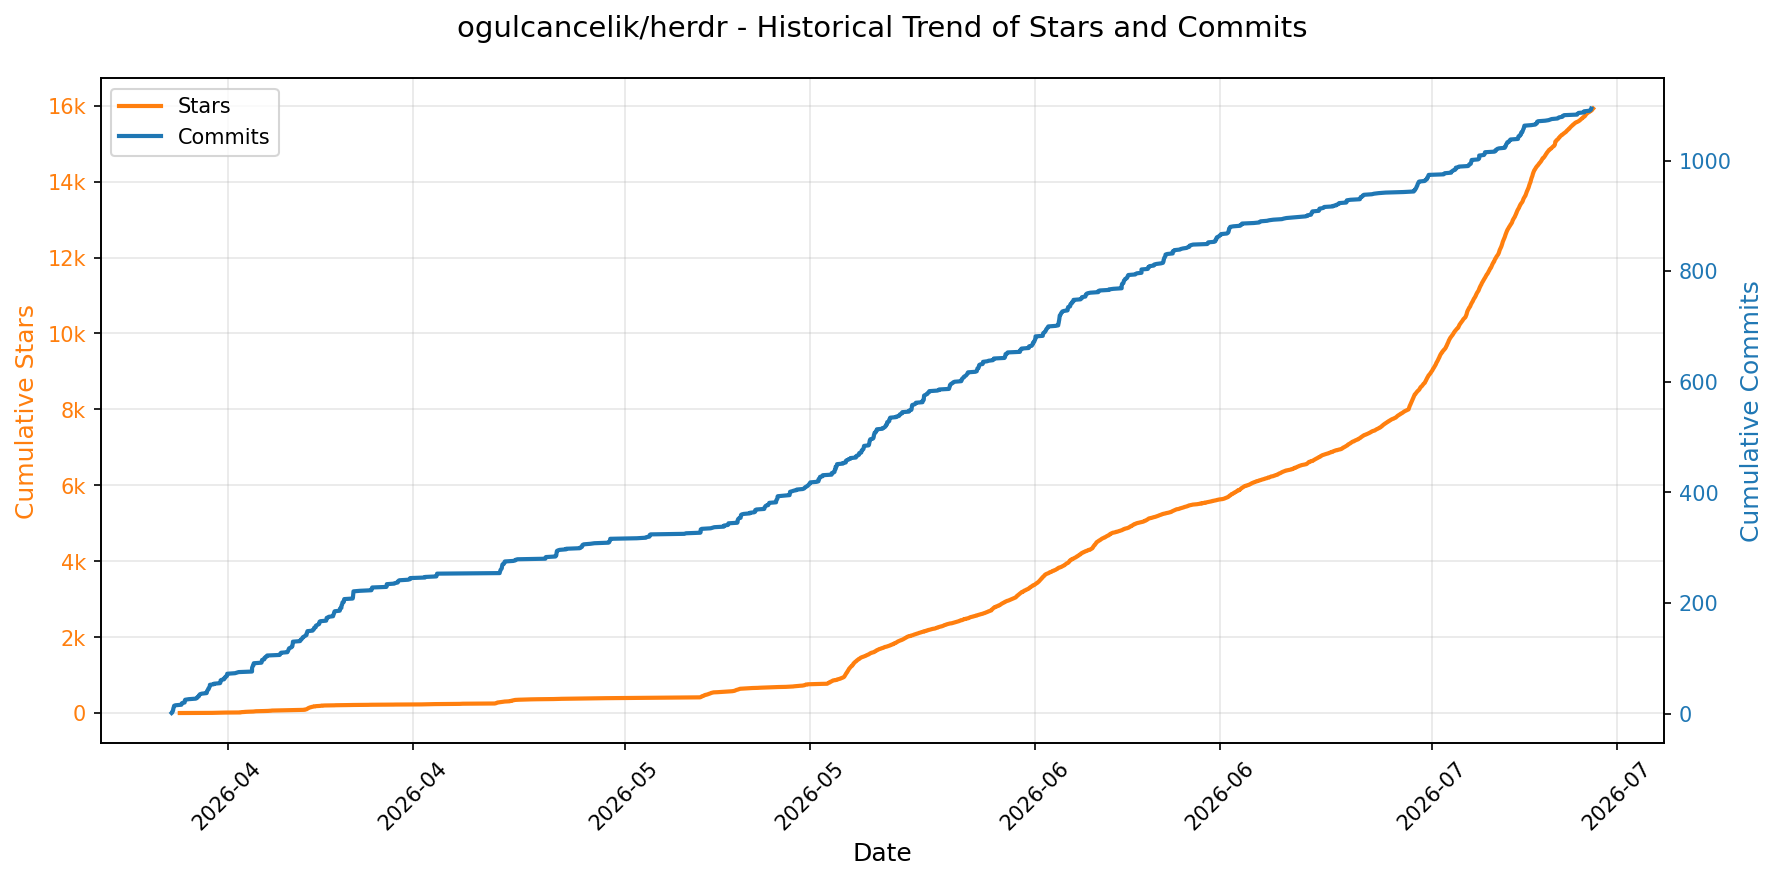 ogulcancelik/herdr - Historical Trend of Stars and Commits
Stars
Commits
16k
14k
12k
10k
8k
6k
4k
2k
0
Cumulative Stars
1000
800
600
400
200
0
Cumulative Commits
2026-04
2026-04
2026-05
2026-05
2026-06
2026-06
2026-07
2026-07
Date